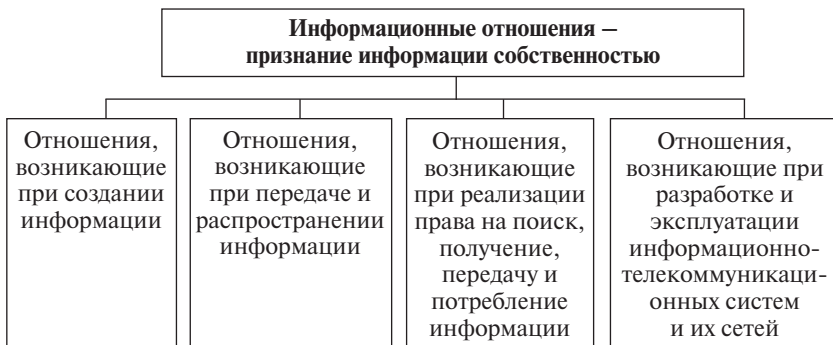 Информационные отношения –
признание информации собственностью
Отношения,
возникающие
при создании
информации
Отношения,
возникающие
при передаче и
распространении
информации
Отношения,
возникающие
при реализации
права на поиск,
получение,
передачу и
потребление
информации
Отношения,
возникающие при
разработке и
эксплуатации
информационно-
телекоммуникаци-
онных систем
и их сетей